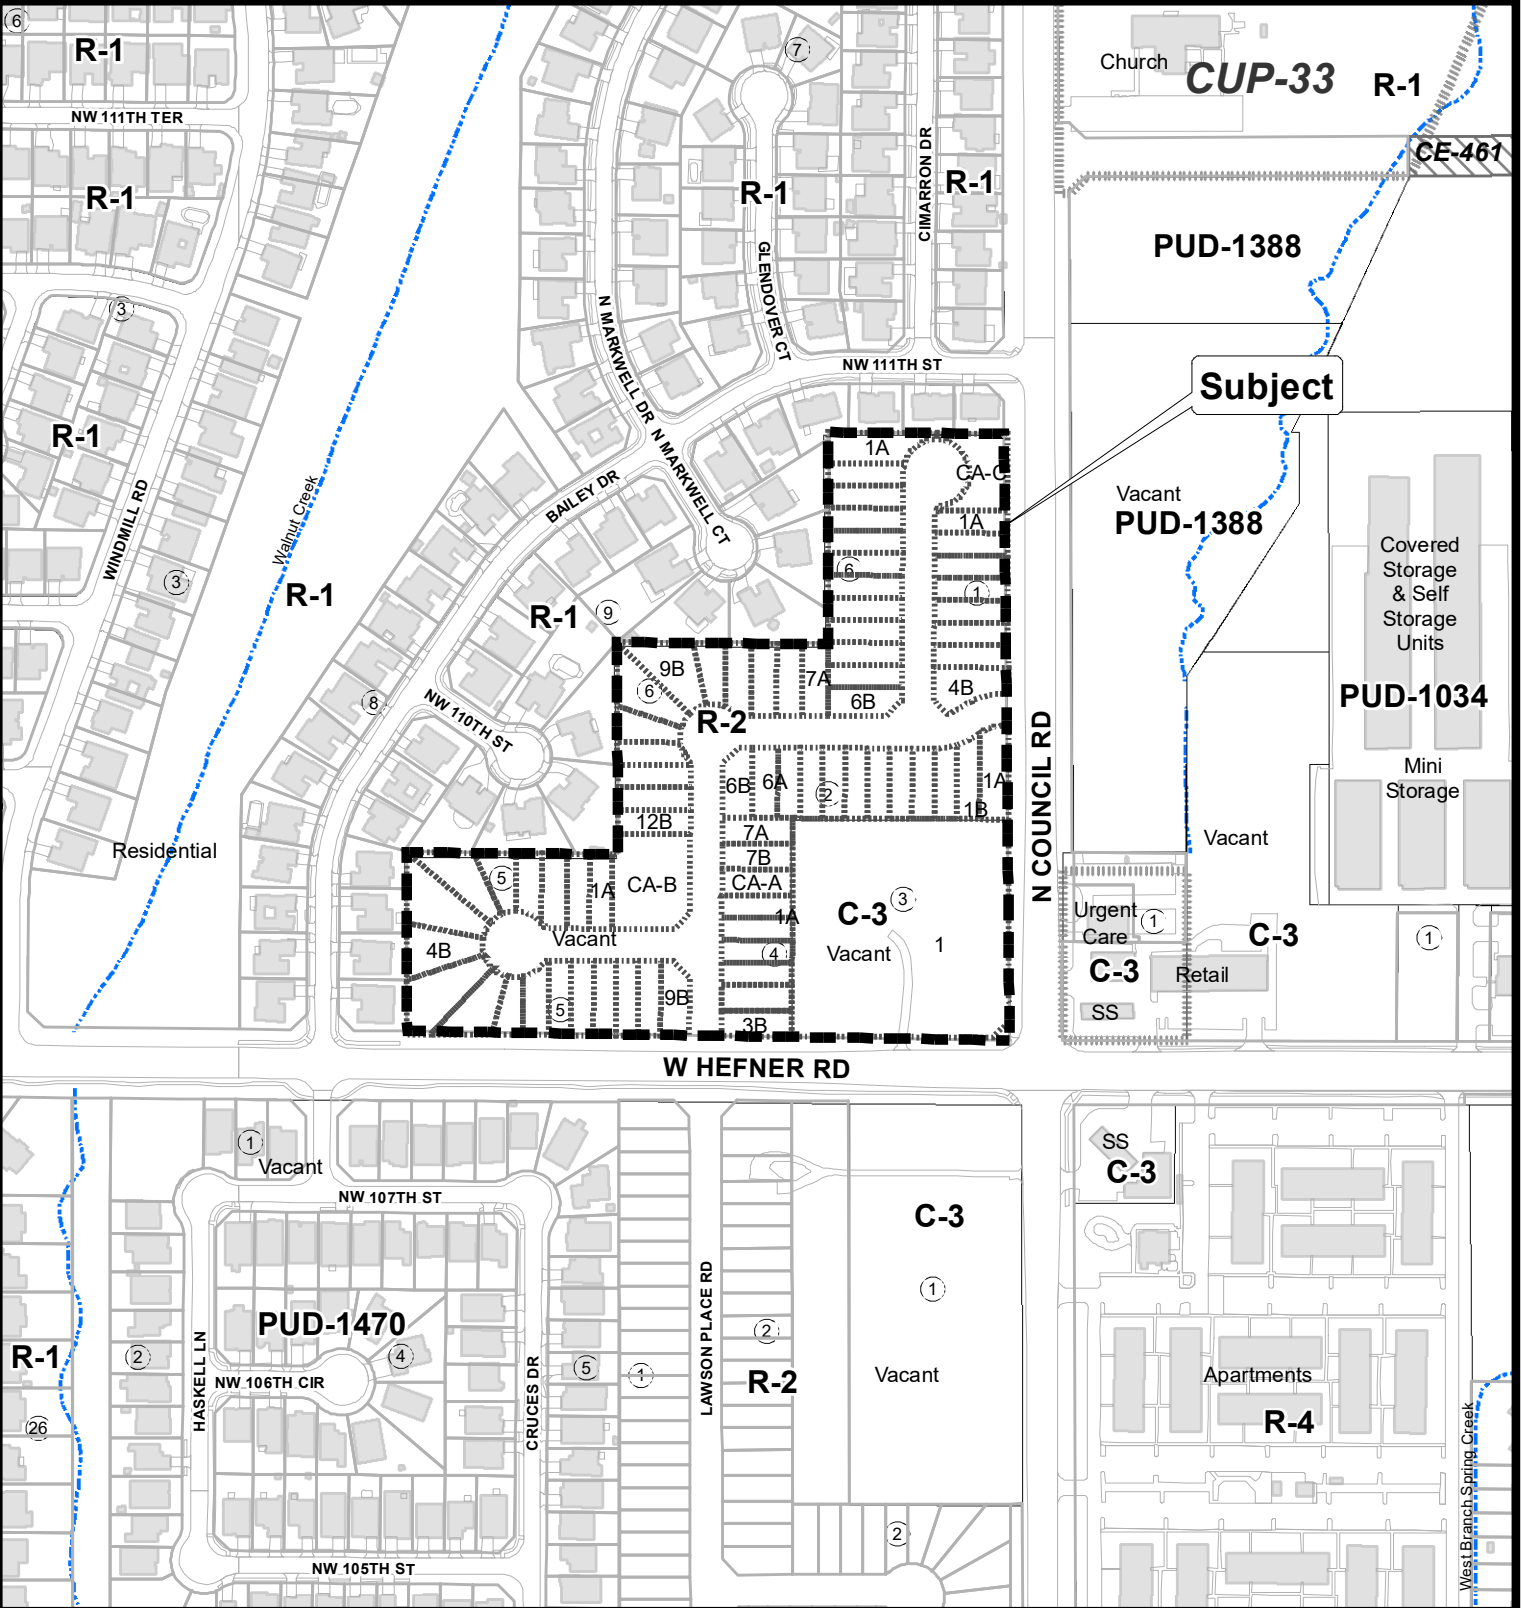 6
R-1
7
Church
CUP-33
R-1
NW 111TH TER
CE-461
R-1
R-1
CIMARRON DR
R-1
PUD-1388
GLENDOVER CT
3
N MARKWELL DR
NW 111TH ST
Subject
R-1
1A
N MARKWELL CT
CA-C
BAILEY DR
WINDMILL RD
Walnut Creek
Vacant
PUD-1388
1A
Covered
Storage
& Self
Storage
Units
3
6
1
R-1
R-1
9
9B
6
7A
4B
6B
8
NW 110TH ST
R-2
PUD-1034
N COUNCIL RD
Mini
Storage
6B
6A
2
1A
1B
12B
7A
7B
Vacant
Residential
5
1A
CA-B
CA-A
1A
C-3
3
Urgent
Care
1
C-3
1
4B
Vacant
4
Vacant
1
C-3
Retail
9B
5
3B
SS
W HEFNER RD
1
Vacant
SS
C-3
NW 107TH ST
C-3
LAWSON PLACE RD
1
PUD-1470
2
R-1
2
HASKELL LN
4
CRUCES DR
5
1
R-2
Vacant
Apartments
NW 106TH CIR
R-4
26
West Branch Spring Creek
2
NW 105TH ST